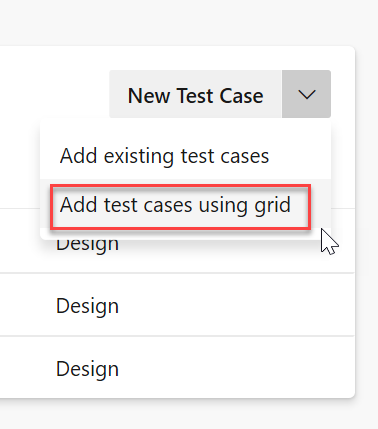 New Test Case
Add existing test cases
Add test cases using grid
Design
Design
Design